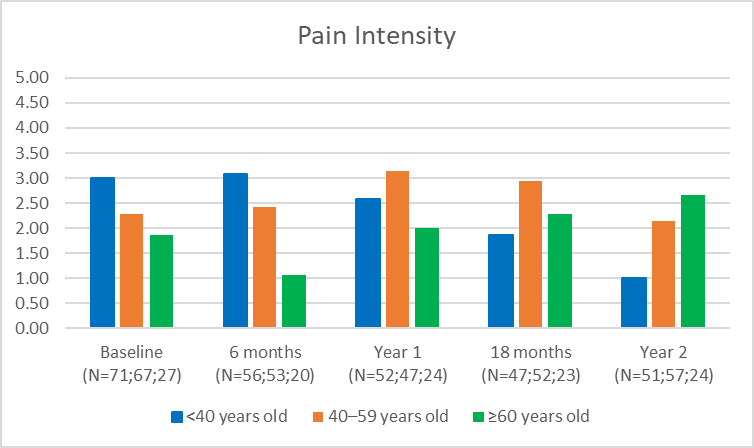 Pain Intensity
5.00
4.50
4.00
3.50
3.00
2.50
2.00
1.50
1.00
0.50
0.00
Baseline 6 months Year 1 18 months Year 2
(N=71;67;27) (N=56;53;20) (N=52;47;24) (N=47;52;23) (N=51;57;24)
<40 years old 40–59 years old ≥60 years old